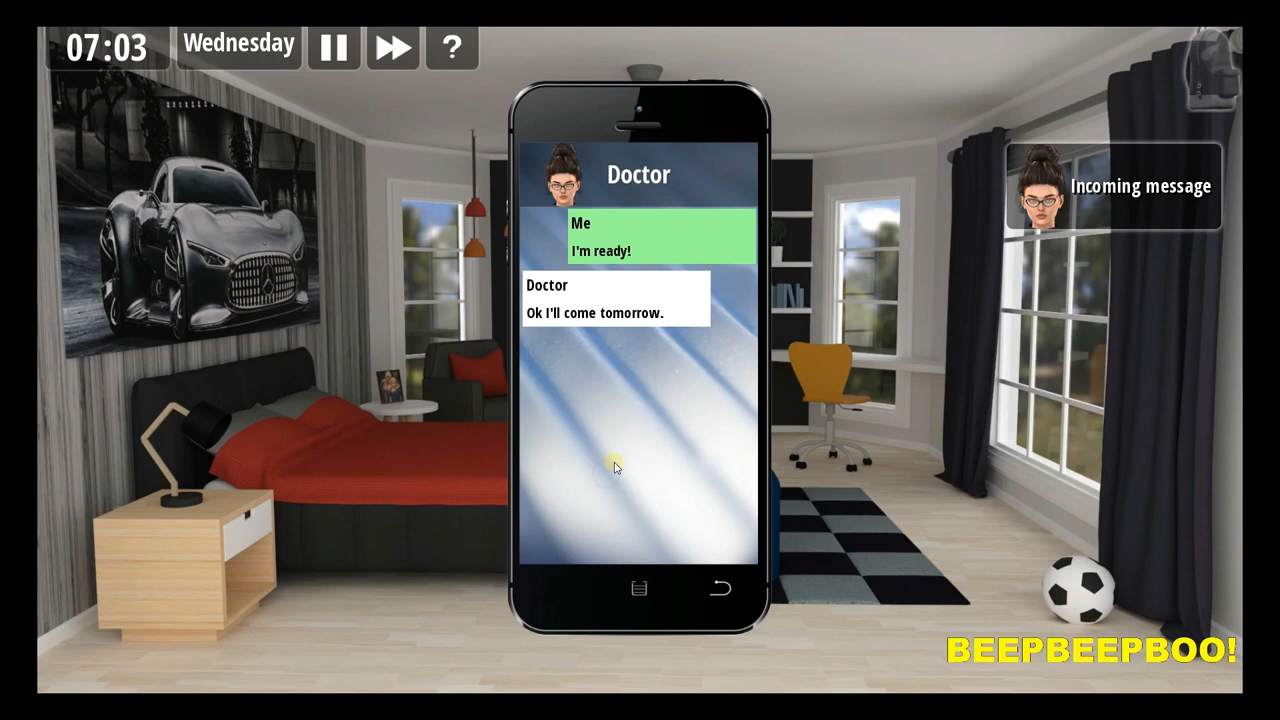 07:03
Wednesday
?
Doctor
Me
I'm ready!
Doctor
Ok I'll come tomorrow.
Incoming message
BEEPBEEPBOO!